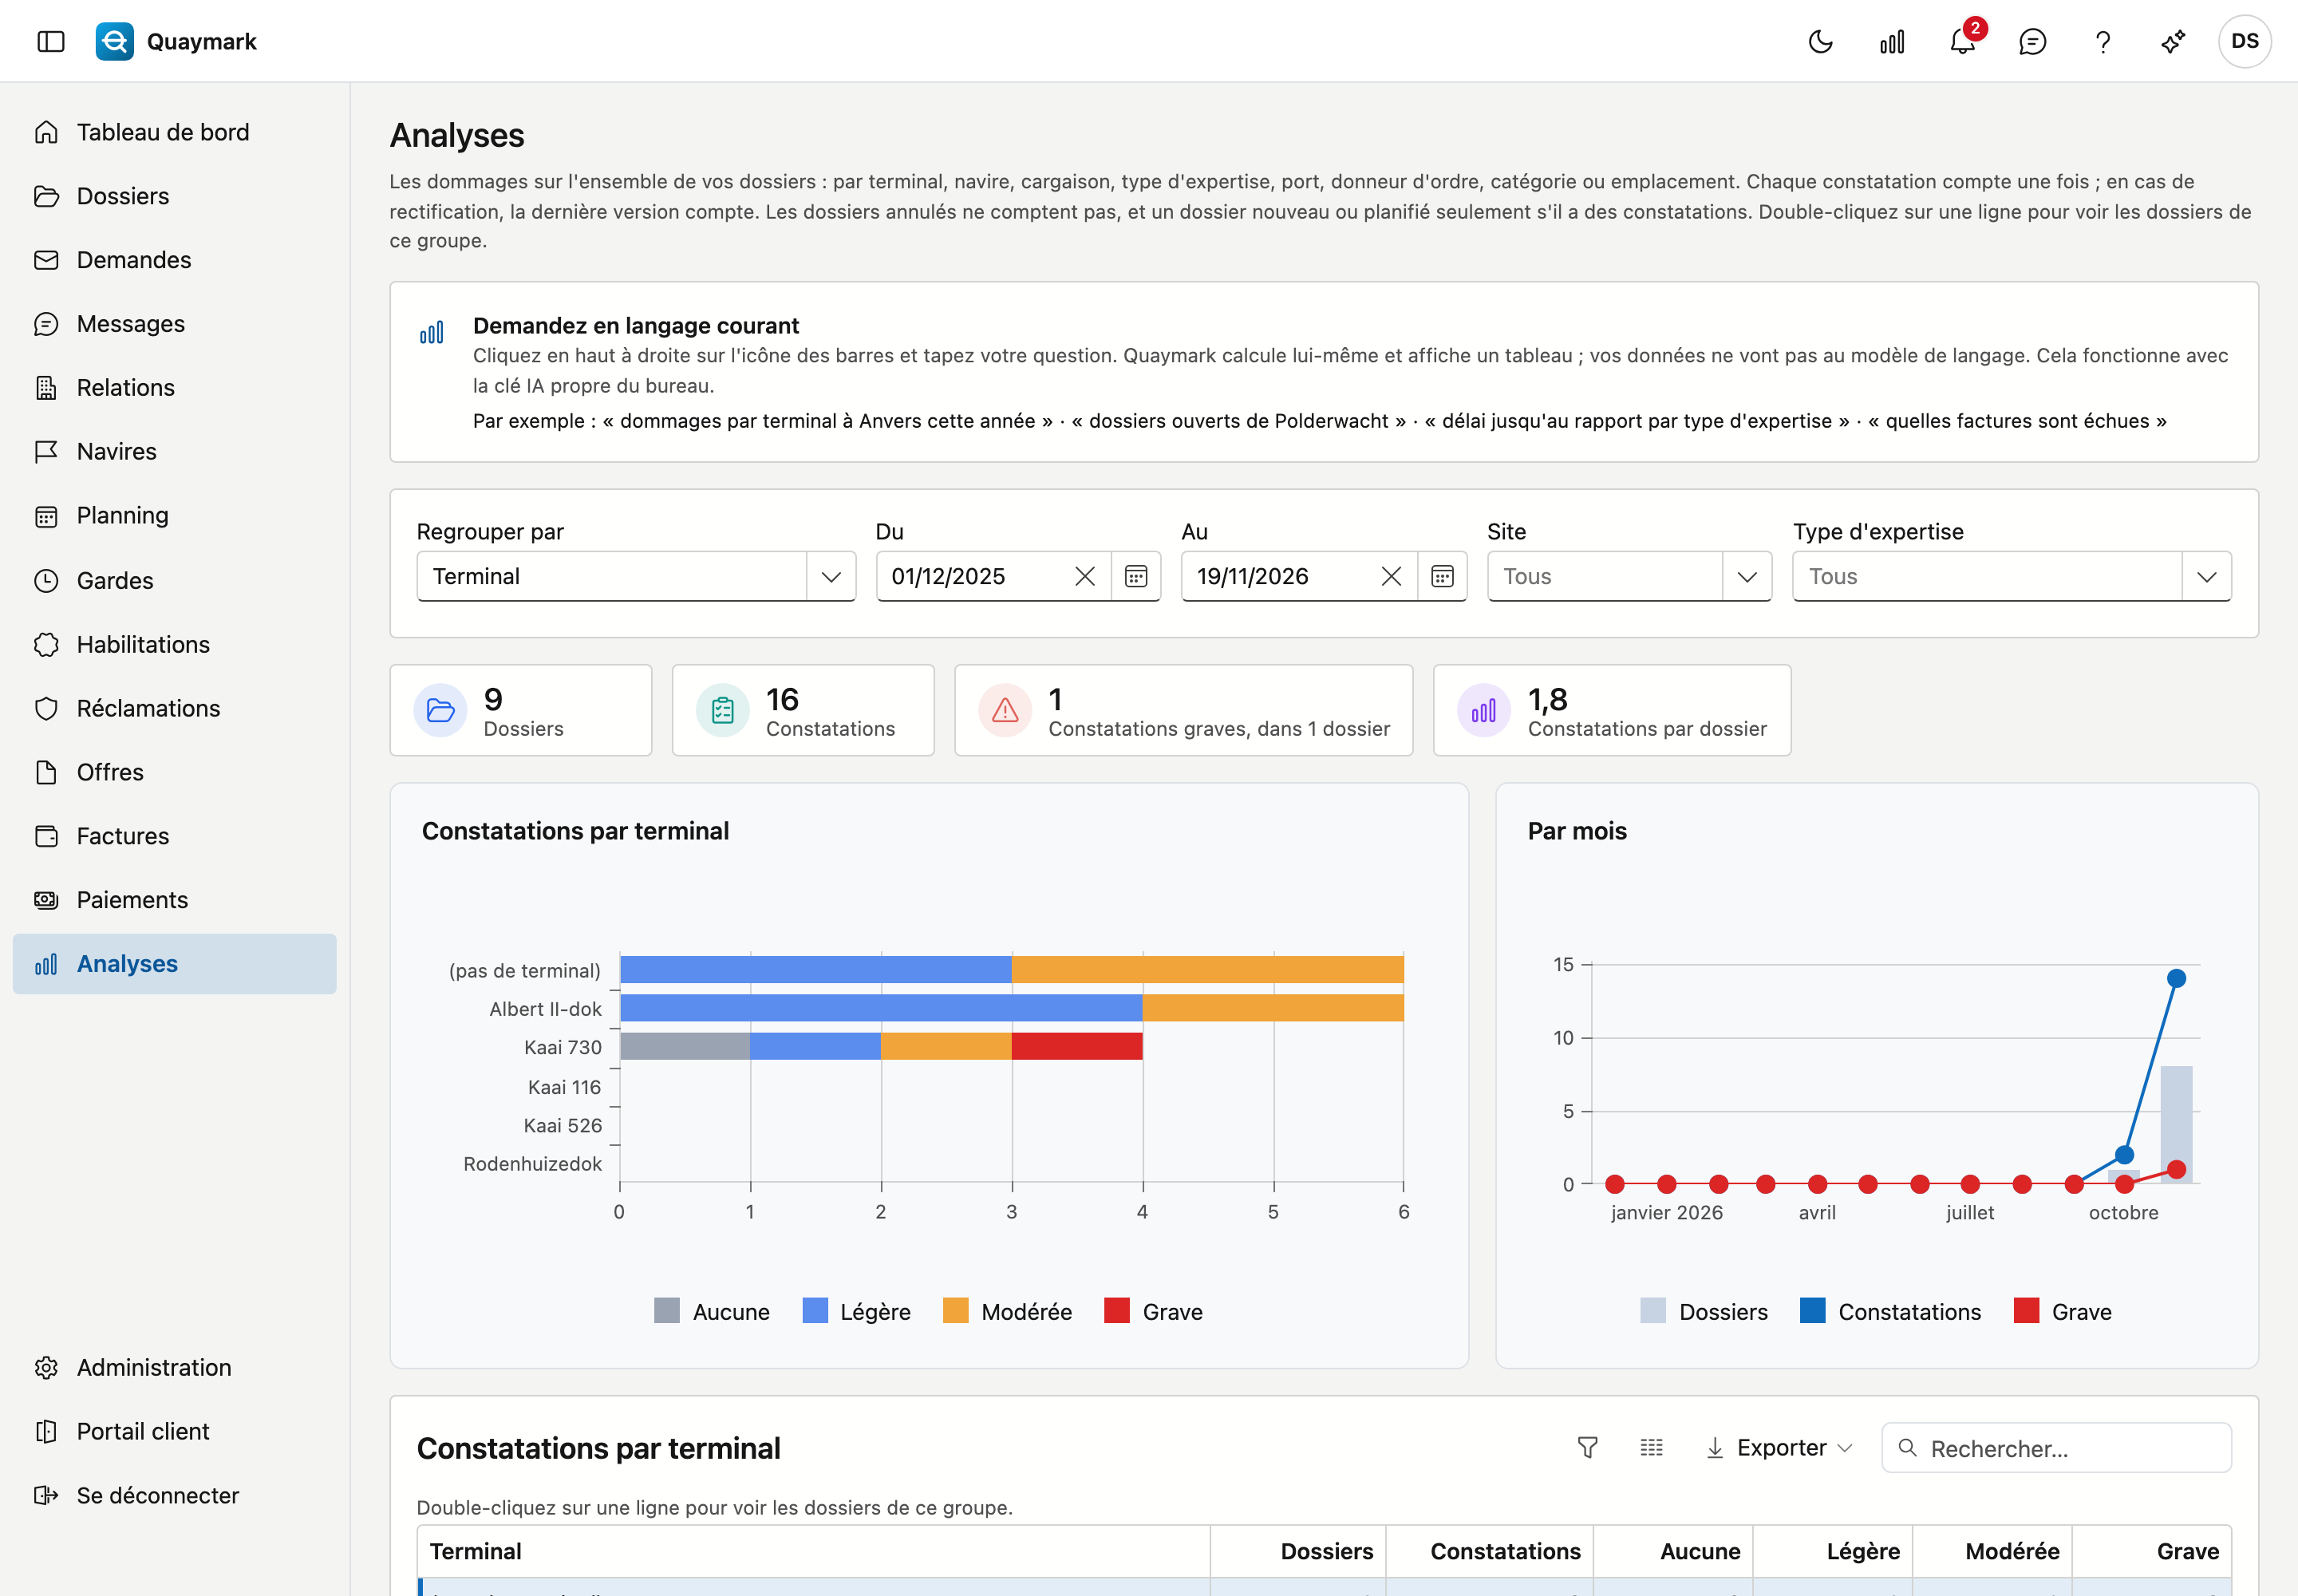 Quaymark
2
DS
Tableau de bord
Dossiers
Demandes
Messages
Relations
Navires
Planning
Gardes
Habilitations
Réclamations
Offres
Factures
Paiements
Analyses
Administration
Portail client
Se déconnecter
Analyses
Les dommages sur l'ensemble de vos dossiers : par terminal, navire, cargaison, type d'expertise, port, donneur d'ordre, catégorie ou emplacement. Chaque constatation compte une fois ; en cas de
rectification, la dernière version compte. Les dossiers annulés ne comptent pas, et un dossier nouveau ou planifié seulement s'il a des constatations. Double-cliquez sur une ligne pour voir les dossiers de
ce groupe.
Demandez en langage courant
Cliquez en haut à droite sur l'icône des barres et tapez votre question. Quaymark calcule lui-même et affiche un tableau ; vos données ne vont pas au modèle de langage. Cela fonctionne avec
la clé IA propre du bureau.
Par exemple : « dommages par terminal à Anvers cette année » · « dossiers ouverts de Polderwacht » · « délai jusqu'au rapport par type d'expertise » · « quelles factures sont échues »
Regrouper par Du Au Site Type d'expertise
Terminal 01/12/2025 19/11/2026 Tous Tous
9
Dossiers
16
Constatations
1
Constatations graves, dans 1 dossier
1,8
Constatations par dossier
Constatations par terminal
(pas de terminal)
Albert II-dok
Kaai 730
Kaai 116
Kaai 526
Rodenhuizedok
0 1 2 3 4 5 6
Aucune Légère Modérée Grave
Par mois
15
10
5
0
janvier 2026 avril juillet octobre
Dossiers Constatations Grave
Constatations par terminal
Exporter
Rechercher...
Double-cliquez sur une ligne pour voir les dossiers de ce groupe.
Terminal Dossiers Constatations Aucune Légère Modérée Grave